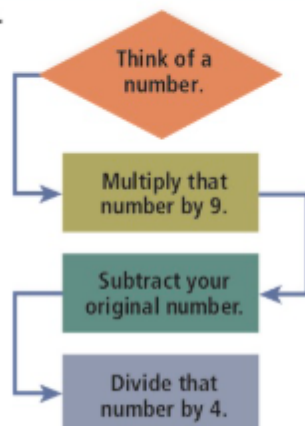 Think of a
number.
Multiply that
number by 9.
Subtract your
original number.
Divide that
number by 4.